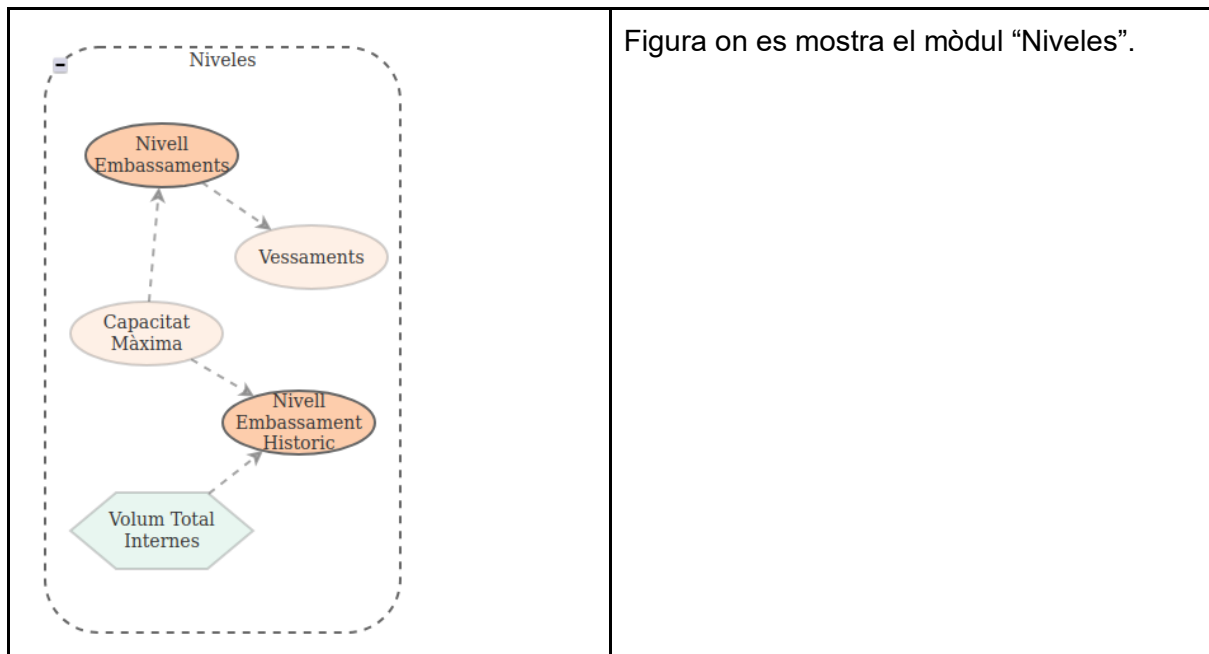 Niveles
Nivell
Embassaments
Vessaments
Capacitat
Màxima
Nivell
Embassament
Historic
Volum Total
Internes
Figura on es mostra el mòdul “Niveles”.